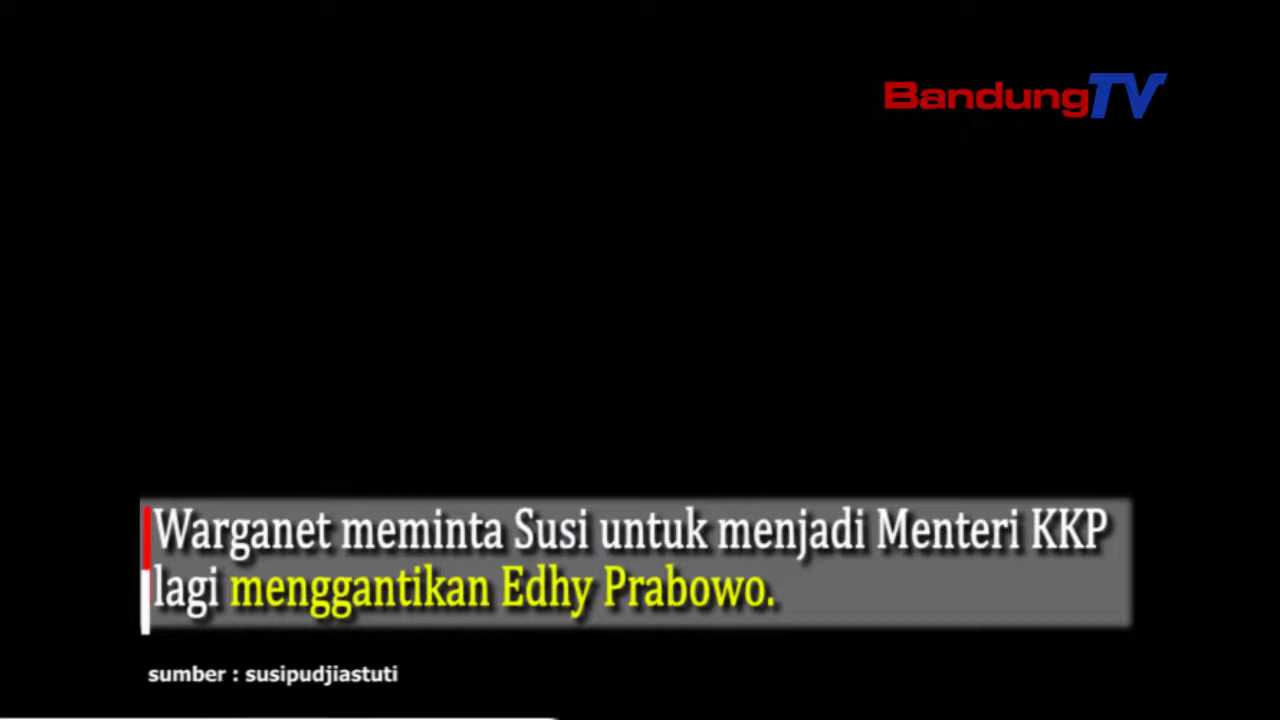 BandungTV
Warganet meminta Susi untuk menjadi Menteri KKP
lagi menggantikan Edhy Prabowo.
sumber : susipudjiastuti